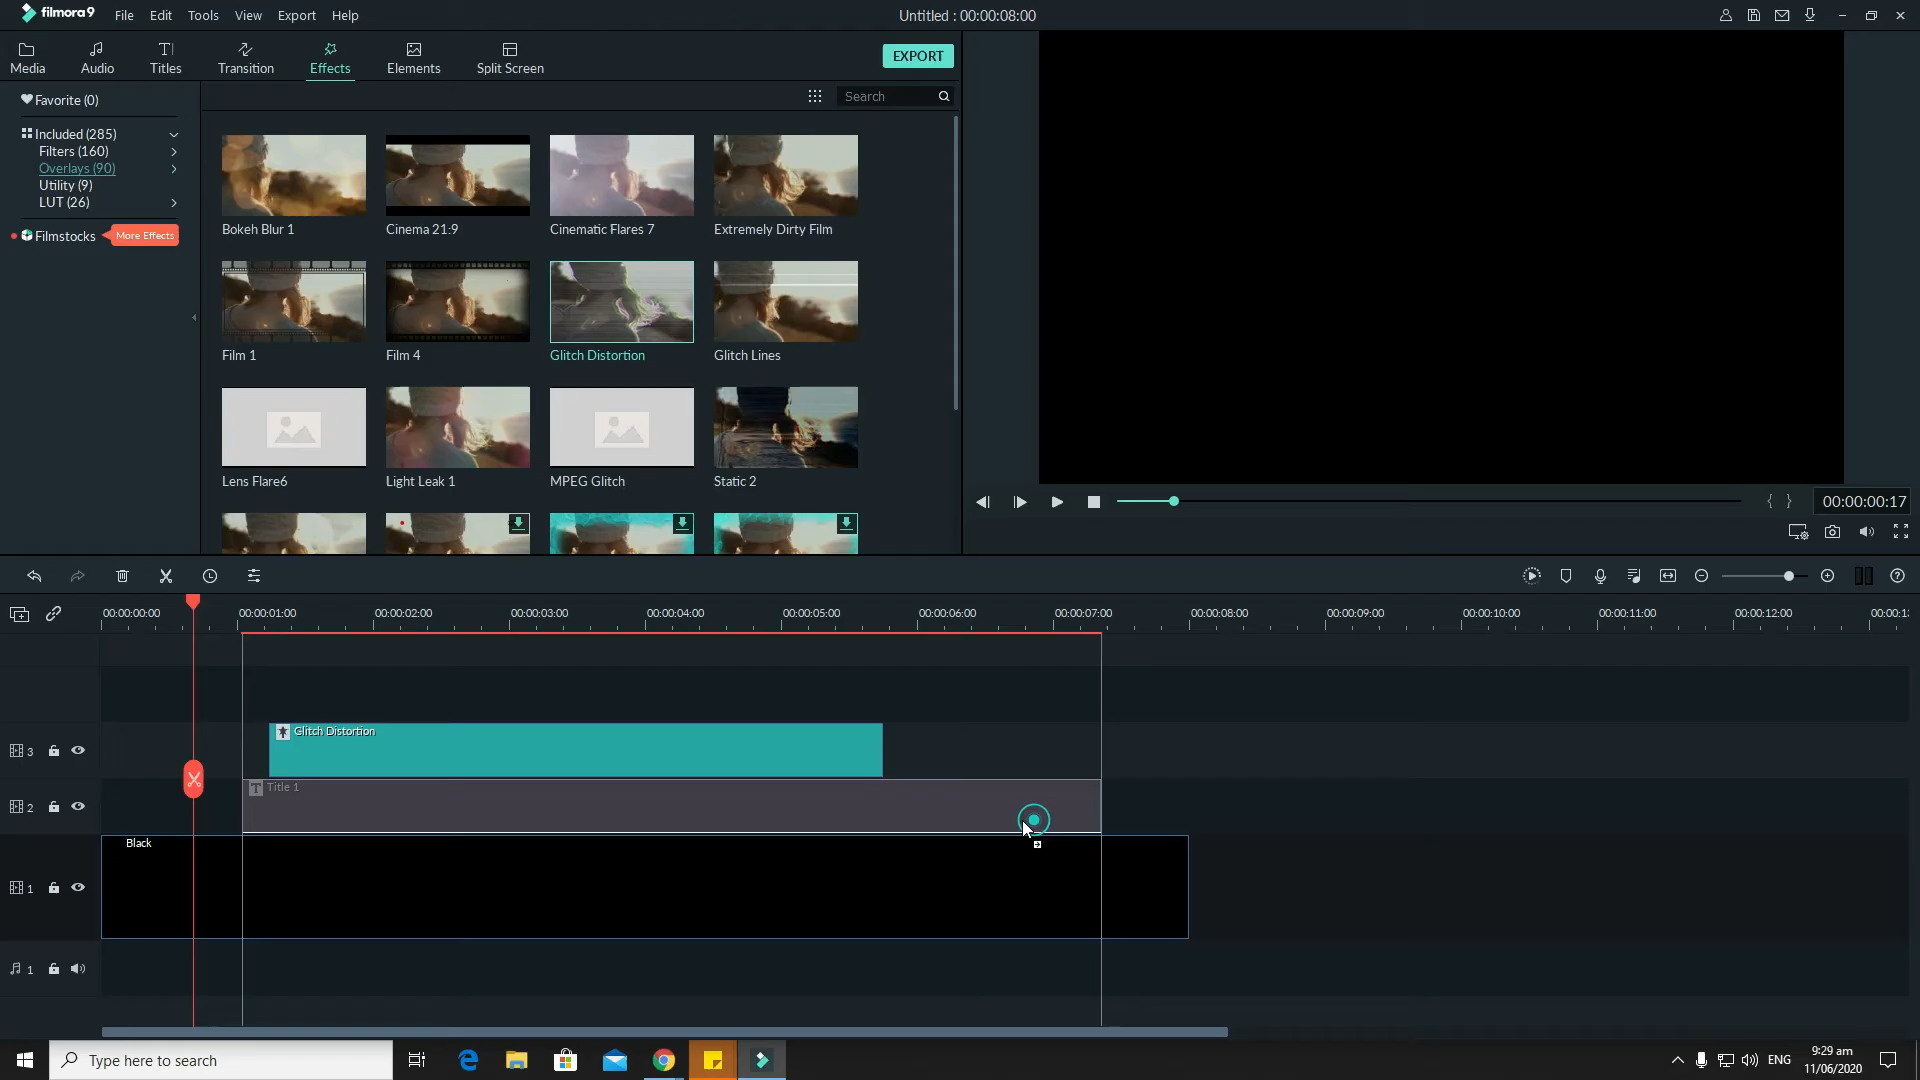 filmora9 File Edit Tools View Export Help Untitled : 00:00:08:00
Media Audio Titles Transition Effects Elements Split Screen EXPORT
Favorite (0)
Search
Included (285)
Filters (160)
Overlays (90)
Utility (9)
LUT (26)
Filmstocks More Effects
Bokeh Blur 1 Cinema 21:9 Cinematic Flares 7 Extremely Dirty Film
Film 1 Film 4 Glitch Distortion Glitch Lines
Lens Flare6 Light Leak 1 MPEG Glitch Static 2
{ } 00:00:00:17
00:00:00:00 00:00:01:00 00:00:02:00 00:00:03:00 00:00:04:00 00:00:05:00 00:00:06:00 00:00:07:00 00:00:08:00 00:00:09:00 00:00:10:00 00:00:11:00 00:00:12:00 00:00:1
Glitch Distortion
3
T Title 1
2
Black
1
1
Type here to search
ENG
9:29 am
11/06/2020